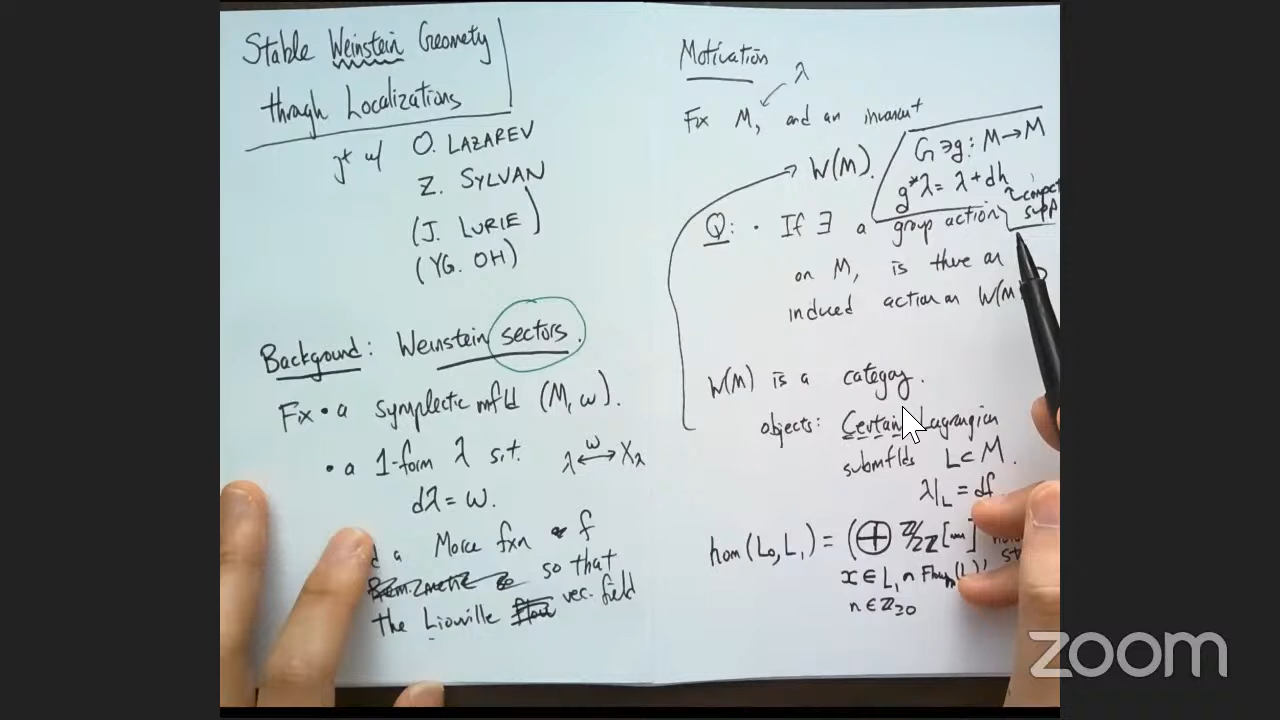 Stable Weinstein Geometry
through Localizations
jt w/ O. LAZAREV
Z. SYLVAN
(J. LURIE)
(YG. OH)
Background: Weinstein sectors.
Fix • a symplectic mfld (M, ω).
• a 1-form λ s.t. λ ⟷ω X_λ
dλ = ω.
a Morse fxn f
so that
the Liouville vec. field
Motivation
λ
Fix M, and an invariant
W(M).
G ∋ g: M → M
g*λ = λ + dh
Q: • If ∃ a group action
on M, is there an
induced action on W(M)
W(M) is a category.
objects: Certain Lagrangian
submflds L ⊂ M.
λ|_L = df
hom(L₀, L₁) = (⊕ ℤ/2ℤ
x ∈ L₁ ∩
n ∈ ℤ≥0
zoom